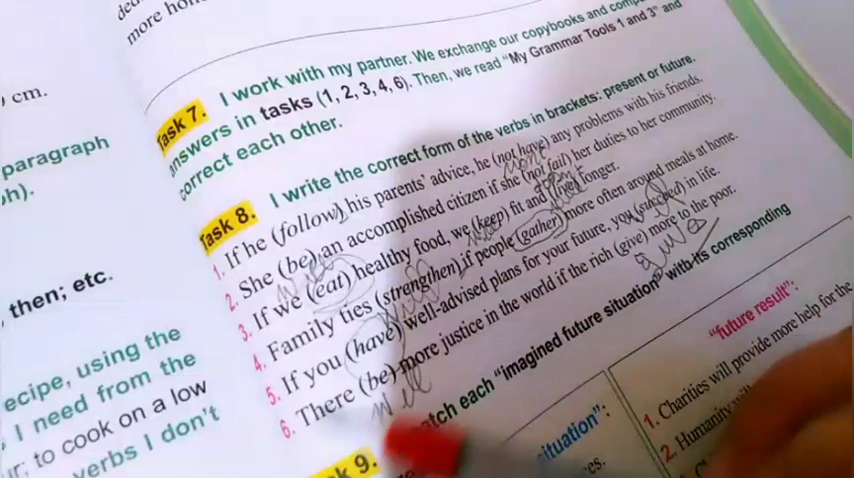 more
) cm.
paragraph
then; etc.
ecipe, using the
I need from the
to cook on a low
verbs I don't
Task 7. I work with my partner. We exchange our copybooks and
answers in tasks (1, 2, 3, 4, 6). Then, we read "My Grammar Tools 1 and 3" and
correct each other.
Task 8. I write the correct form of the verbs in brackets: present or future.
1. If he (follow) his parents' advice, he (not have) any problems with his friends.
2. She (be) an accomplished citizen if she (not fail) her duties to her community.
3. If we (eat) healthy food, we (keep) fit and (live) longer.
4. Family ties (strengthen) if people (gather) more often around meals at home.
5. If you (have) well-advised plans for your future, you (succeed) in life.
6. There (be) more justice in the world if the rich (give) more to the poor.
will
give
will
k 9. atch each "imagined future situation" with its corresponding
"future result":
situation":
1. Charities will provide more help for the
2. Humanity